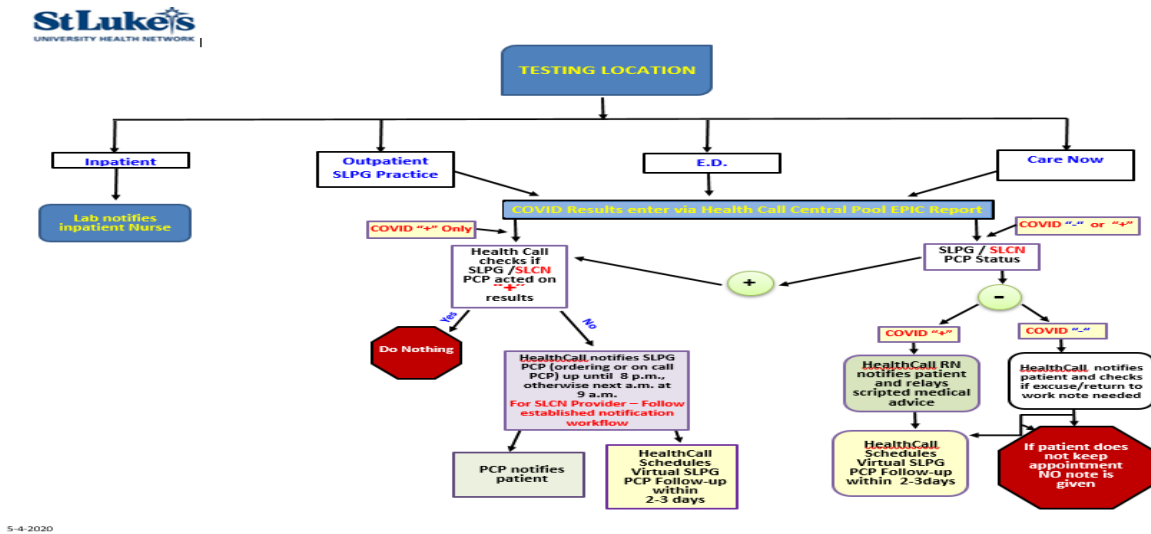 StLuke's
UNIVERSITY HEALTH NETWORK
TESTING LOCATION
Inpatient
Outpatient
SLPG Practice
E.D.
Care Now
Lab notifies
inpatient Nurse
COVID Results enter via Health Call Central Pool EPIC Report
COVID "+" Only
COVID "-" or "+"
Health Call
checks if
SLPG /SLCN
PCP acted on
"+"
results
SLPG / SLCN
PCP Status
+
-
Yes
No
Do Nothing
COVID "+"
COVID "-"
HealthCall notifies SLPG
PCP (ordering or on call
PCP) up until 8 p.m.,
otherwise next a.m. at
9 a.m.
For SLCN Provider – Follow
established notification
workflow
HealthCall RN
notifies patient
and relays
scripted medical
advice
HealthCall notifies
patient and checks
if excuse/return to
work note needed
PCP notifies
patient
HealthCall
Schedules
Virtual SLPG
PCP Follow-up
within
2-3 days
HealthCall
Schedules
Virtual SLPG
PCP Follow-up
within 2-3days
If patient does
not keep
appointment
NO note is
given
5-4-2020